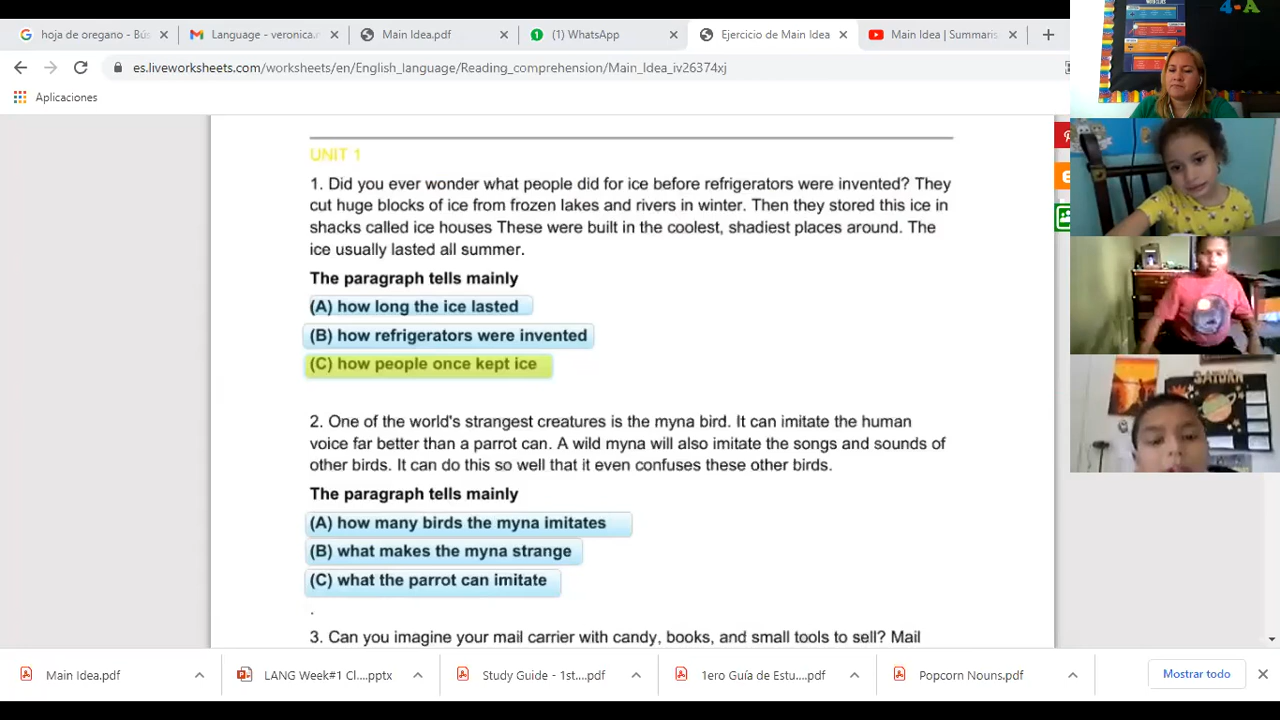 hoja de oregano - Bús
Language - veronica
Main Idea.pdf
(1) WhatsApp
Ejercicio de Main Idea
Main Idea | Summaris
es.liveworksheets.com/worksheets/en/English_language/Reading_comprehension/Main_Idea_iv26374xj
Aplicaciones
4-A
SATURN
UNIT 1
1. Did you ever wonder what people did for ice before refrigerators were invented? They
cut huge blocks of ice from frozen lakes and rivers in winter. Then they stored this ice in
shacks called ice houses These were built in the coolest, shadiest places around. The
ice usually lasted all summer.
The paragraph tells mainly
(A) how long the ice lasted
(B) how refrigerators were invented
(C) how people once kept ice
2. One of the world's strangest creatures is the myna bird. It can imitate the human
voice far better than a parrot can. A wild myna will also imitate the songs and sounds of
other birds. It can do this so well that it even confuses these other birds.
The paragraph tells mainly
(A) how many birds the myna imitates
(B) what makes the myna strange
(C) what the parrot can imitate
.
3. Can you imagine your mail carrier with candy, books, and small tools to sell? Mail
Main Idea.pdf
LANG Week#1 Cl....pptx
Study Guide - 1st....pdf
1ero Guía de Estu....pdf
Popcorn Nouns.pdf
Mostrar todo